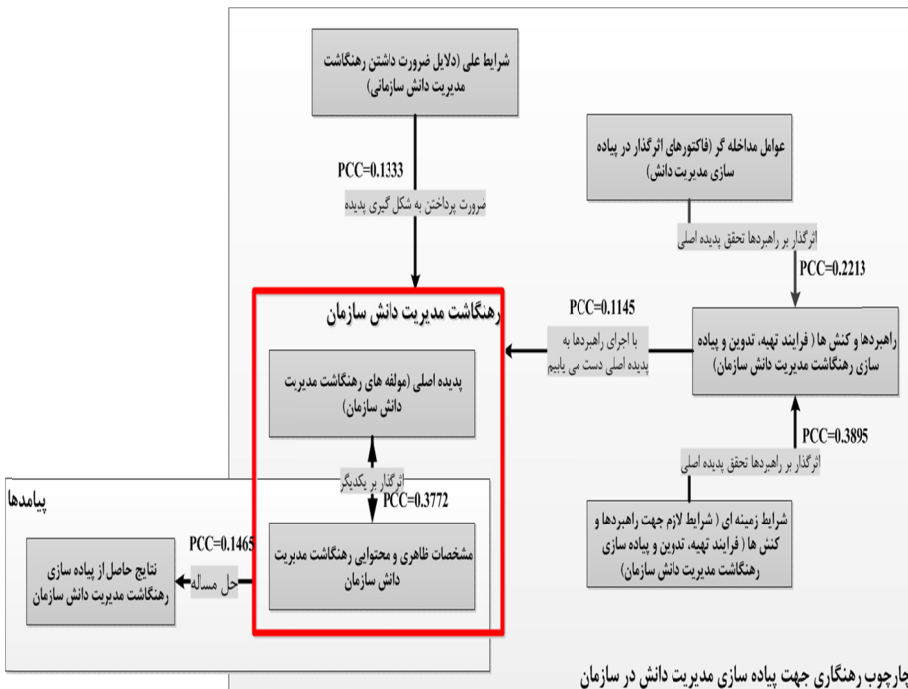 شرایط علی (دلایل ضرورت داشتن رهنگاشت
مدیریت دانش سازمانی)
PCC=0.1333
ضرورت پرداختن به شکل گیری پدیده
عوامل مداخله گر (فاکتورهای اثرگذار در پیاده
سازی مدیریت دانش)
اثرگذار بر راهبردها تحقق پدیده اصلی
PCC=0.2213
راهبردها و کنش ها ( فرایند تهیه، تدوین و پیاده
سازی رهنگاشت مدیریت دانش سازمان)
PCC=0.1145
با اجرای راهبردها به
پدیده اصلی دست می یابیم
PCC=0.3895
اثرگذار بر راهبردها تحقق پدیده اصلی
شرایط زمینه ای ( شرایط لازم جهت راهبردها و
کنش ها ( فرایند تهیه، تدوین و پیاده سازی
رهنگاشت مدیریت دانش سازمان)
رهنگاشت مدیریت دانش سازمان
پدیده اصلی (مولفه های رهنگاشت مدیریت
دانش سازمان)
اثرگذار بر یکدیگر
PCC=0.3772
مشخصات ظاهری و محتوایی رهنگاشت مدیریت
دانش سازمان
پیامدها
PCC=0.1465
حل مساله
نتایج حاصل از پیاده سازی
رهنگاشت مدیریت دانش سازمان
چارچوب رهنگاری جهت پیاده سازی مدیریت دانش در سازمان